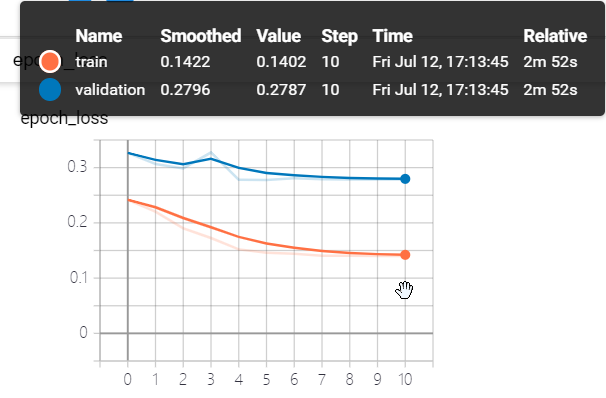 Name Smoothed Value Step Time Relative
train 0.1422 0.1402 10 Fri Jul 12, 17:13:45 2m 52s
validation 0.2796 0.2787 10 Fri Jul 12, 17:13:45 2m 52s
epoch_loss
0.3
0.2
0.1
0
0 1 2 3 4 5 6 7 8 9 10